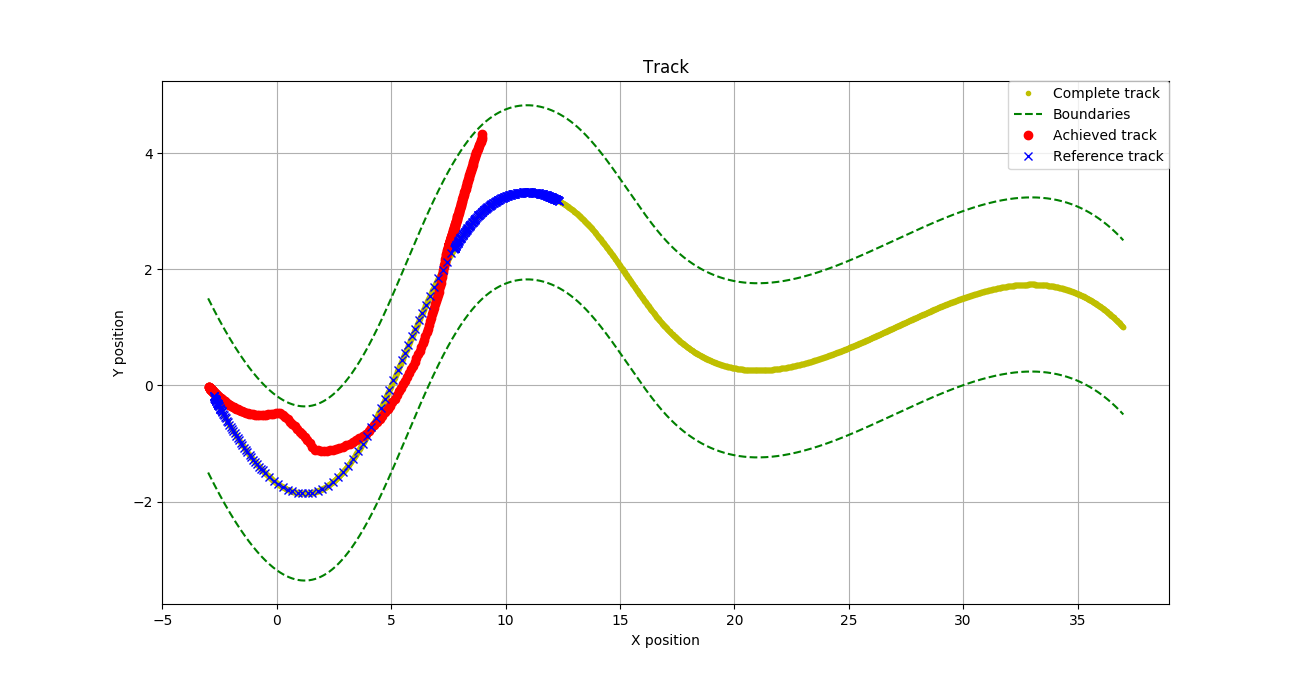 Track
Complete track
Boundaries
Achieved track
Reference track
Y position
4
2
0
−2
−5
0
5
10
15
20
25
30
35
X position